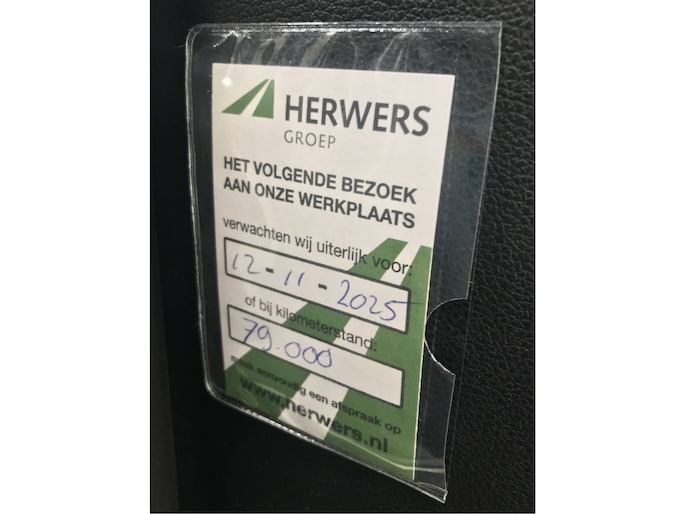 HERWERS
GROEP
HET VOLGENDE BEZOEK
AAN ONZE WERKPLAATS
verwachten wij uiterlijk voor:
12-11-2025
of bij kilometerstand:
79.000
maak eenvoudig een afspraak op
www.herwers.nl